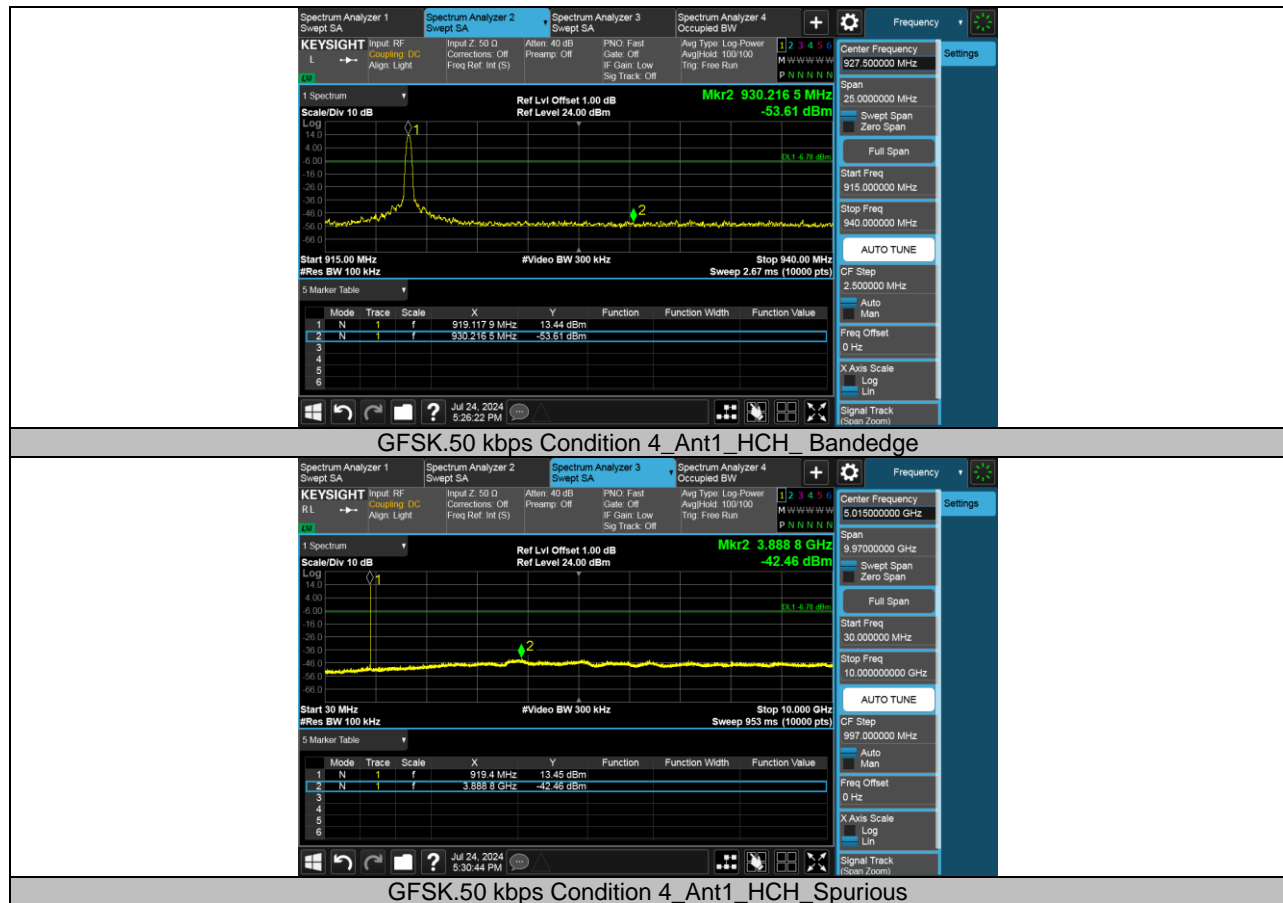 Spectrum Analyzer 1 Spectrum Analyzer 2 Spectrum Analyzer 3 Spectrum Analyzer 4 + Frequency
Swept SA Swept SA Swept SA Occupied BW
KEYSIGHT Input: RF Input Z: 50 Ω Atten: 40 dB PNO: Fast Avg Type: Log-Power 1 2 3 4 5 6
L Coupling: DC Corrections: Off Preamp: Off Gate: Off Avg|Hold: 100/100 M W W W W W
Align: Light Freq Ref: Int (S) IF Gain: Low Trig: Free Run
Sig Track: Off P N N N N N
Center Frequency
927.500000 MHz
Settings
Span
25.0000000 MHz
Swept Span
Zero Span
Full Span
Start Freq
915.000000 MHz
Stop Freq
940.000000 MHz
AUTO TUNE
CF Step
2.500000 MHz
Auto
Man
Freq Offset
0 Hz
X Axis Scale
Log
Lin
Signal Track
(Span Zoom)
1 Spectrum
Ref Lvl Offset 1.00 dB Mkr2 930.216 5 MHz
Scale/Div 10 dB Ref Level 24.00 dBm -53.61 dBm
Log
1
14.0
4.00
-6.00 DL1 -6.78 dBm
-16.0
-26.0
-36.0
-46.0 2
-56.0
-66.0
Start 915.00 MHz #Video BW 300 kHz Stop 940.00 MHz
#Res BW 100 kHz Sweep 2.67 ms (10000 pts)
5 Marker Table
Mode Trace Scale X Y Function Function Width Function Value
1 N 1 f 919.117 9 MHz 13.44 dBm
2 N 1 f 930.216 5 MHz -53.61 dBm
3
4
5
6
? Jul 24, 2024
5:26:22 PM
GFSK.50 kbps Condition 4_Ant1_HCH_ Bandedge
Spectrum Analyzer 1 Spectrum Analyzer 2 Spectrum Analyzer 3 Spectrum Analyzer 4 + Frequency
Swept SA Swept SA Swept SA Occupied BW
KEYSIGHT Input: RF Input Z: 50 Ω Atten: 40 dB PNO: Fast Avg Type: Log-Power 1 2 3 4 5 6
RL Coupling: DC Corrections: Off Preamp: Off Gate: Off Avg|Hold: 100/100 M W W W W W
Align: Light Freq Ref: Int (S) IF Gain: Low Trig: Free Run
Sig Track: Off P N N N N N
Center Frequency
5.015000000 GHz
Settings
Span
9.97000000 GHz
Swept Span
Zero Span
Full Span
Start Freq
30.000000 MHz
Stop Freq
10.000000000 GHz
AUTO TUNE
CF Step
997.000000 MHz
Auto
Man
Freq Offset
0 Hz
X Axis Scale
Log
Lin
Signal Track
(Span Zoom)
1 Spectrum
Ref Lvl Offset 1.00 dB Mkr2 3.888 8 GHz
Scale/Div 10 dB Ref Level 24.00 dBm -42.46 dBm
Log
1
14.0
4.00
-6.00 DL1 -6.78 dBm
-16.0
-26.0
-36.0 2
-46.0
-56.0
-66.0
Start 30 MHz #Video BW 300 kHz Stop 10.000 GHz
#Res BW 100 kHz Sweep 953 ms (10000 pts)
5 Marker Table
Mode Trace Scale X Y Function Function Width Function Value
1 N 1 f 919.4 MHz 13.45 dBm
2 N 1 f 3.888 8 GHz -42.46 dBm
3
4
5
6
? Jul 24, 2024
5:30:44 PM
GFSK.50 kbps Condition 4_Ant1_HCH_Spurious